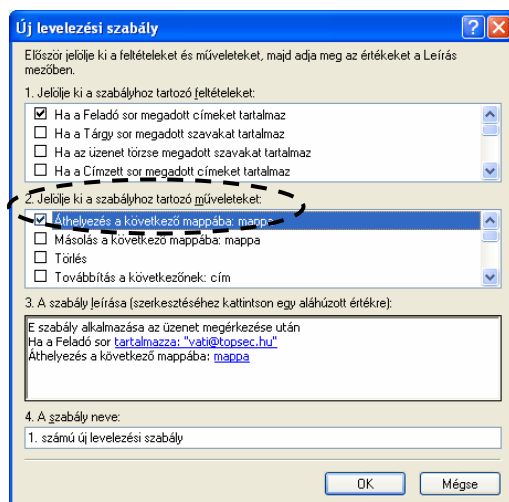 Új levelezési szabály
Először jelölje ki a feltételeket és műveleteket, majd adja meg az értékeket a Leírás
mezőben.
1. Jelölje ki a szabályhoz tartozó feltételeket:
Ha a Feladó sor megadott címeket tartalmaz
Ha a Tárgy sor megadott szavakat tartalmaz
Ha az üzenet törzse megadott szavakat tartalmaz
Ha a Címzett sor megadott címeket tartalmaz
2. Jelölje ki a szabályhoz tartozó műveleteket:
Áthelyezés a következő mappába: mappa
Másolás a következő mappába: mappa
Törlés
Továbbítás a következőnek: cím
3. A szabály leírása (szerkesztéséhez kattintson egy aláhúzott értékre):
E szabály alkalmazása az üzenet megérkezése után
Ha a Feladó sor tartalmazza: "vati@topsec.hu"
Áthelyezés a következő mappába: mappa
4. A szabály neve:
1. számú új levelezési szabály
OK Mégse